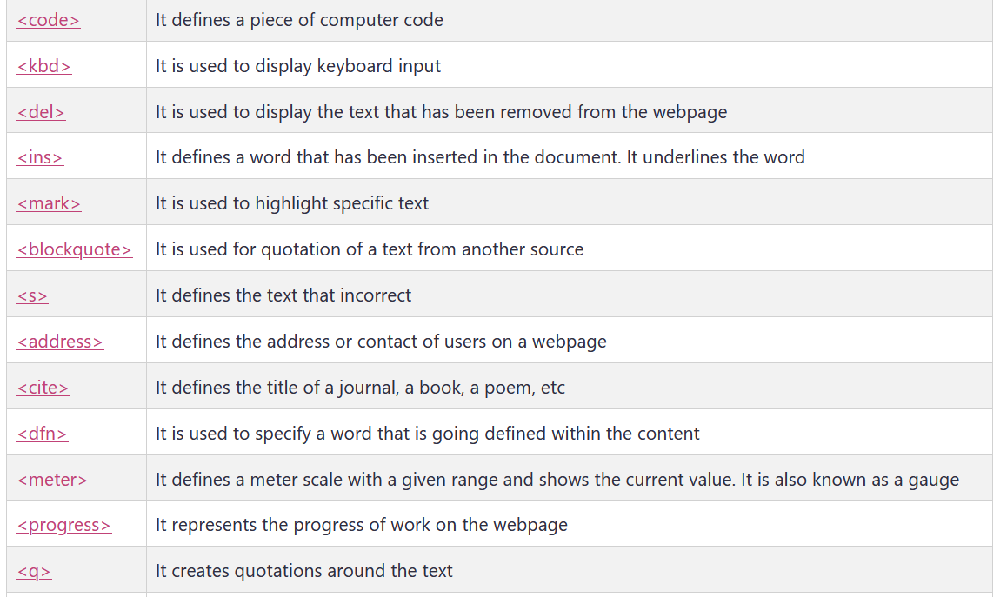 <code> It defines a piece of computer code
<kbd> It is used to display keyboard input
<del> It is used to display the text that has been removed from the webpage
<ins> It defines a word that has been inserted in the document. It underlines the word
<mark> It is used to highlight specific text
<blockquote> It is used for quotation of a text from another source
<s> It defines the text that incorrect
<address> It defines the address or contact of users on a webpage
<cite> It defines the title of a journal, a book, a poem, etc
<dfn> It is used to specify a word that is going defined within the content
<meter> It defines a meter scale with a given range and shows the current value. It is also known as a gauge
<progress> It represents the progress of work on the webpage
<q> It creates quotations around the text